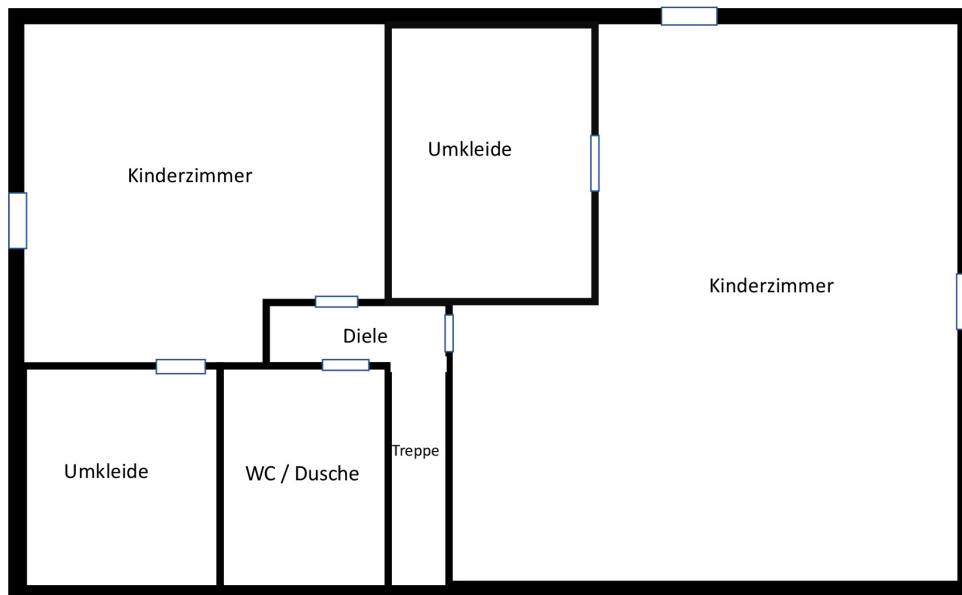 Umkleide
Kinderzimmer
Kinderzimmer
Diele
Treppe
Umkleide
WC / Dusche